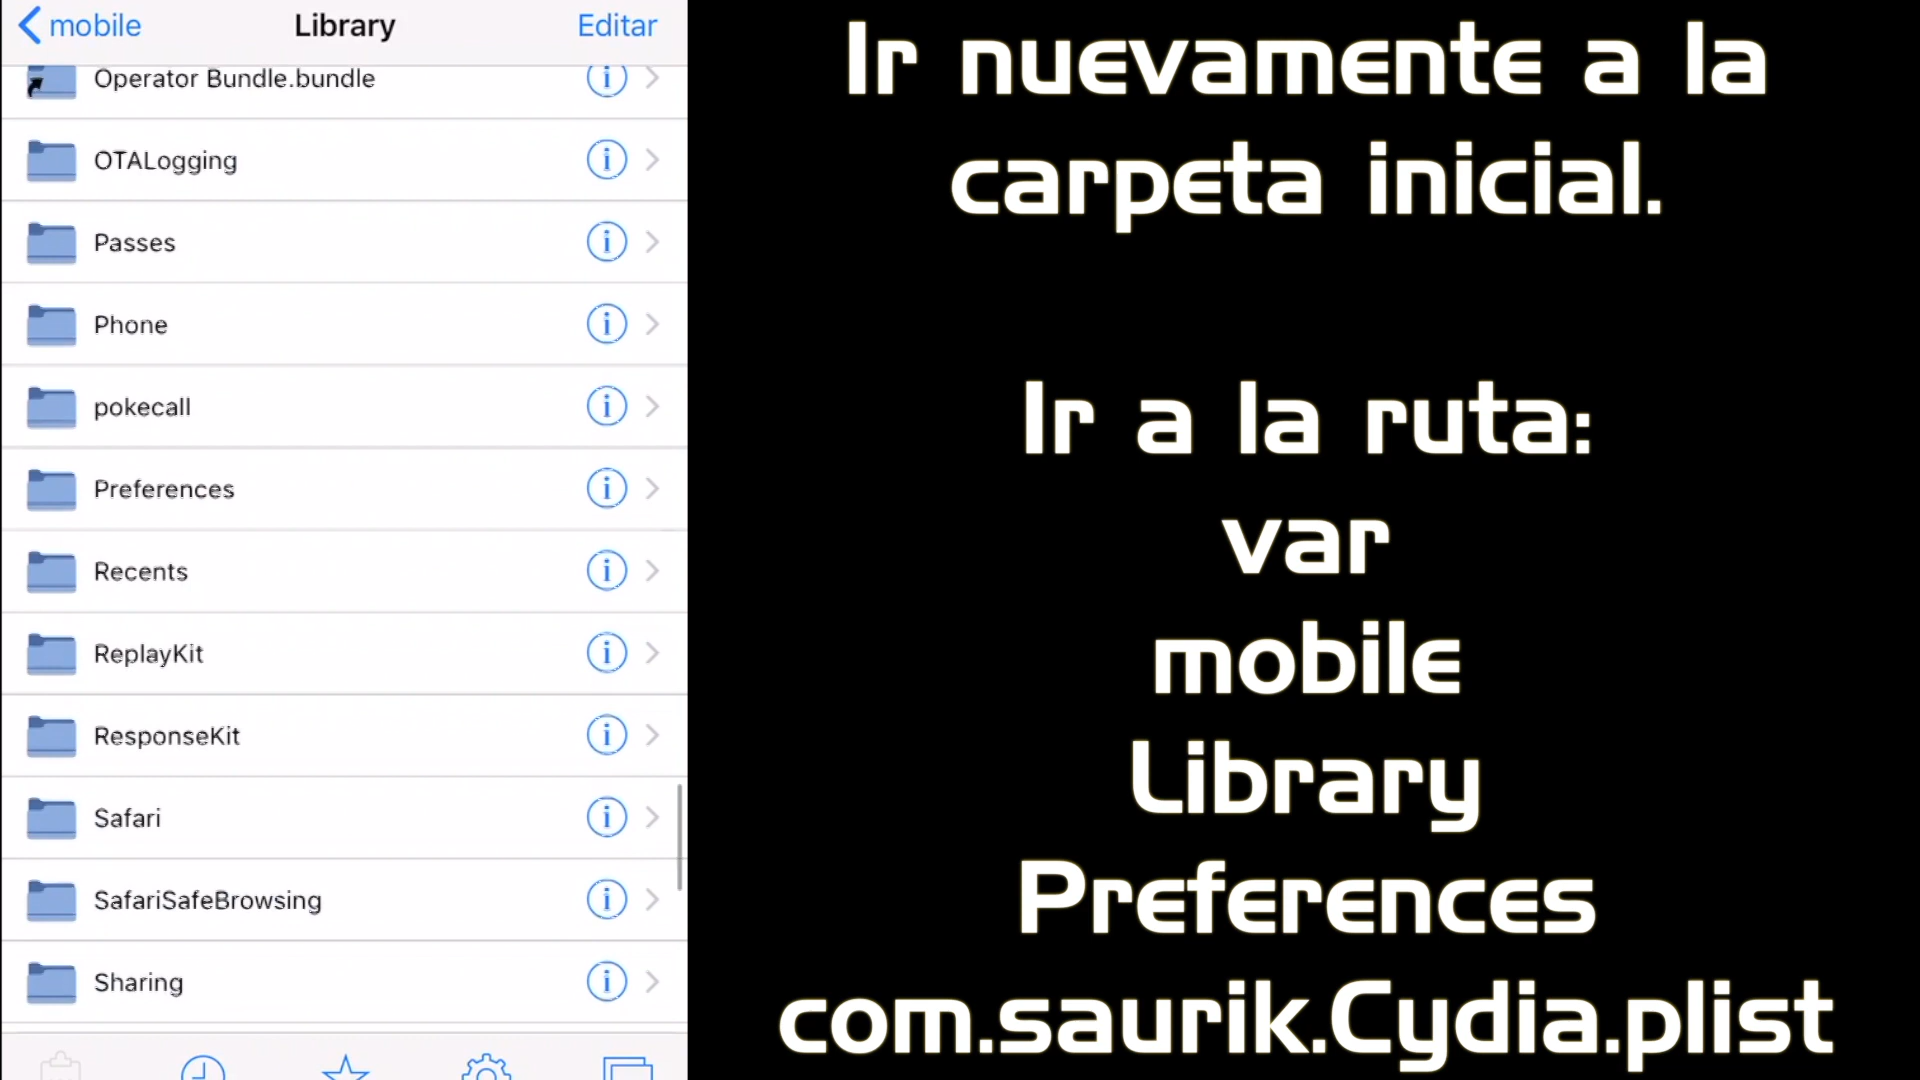 mobile
Library
Editar
Operator Bundle.bundle
OTALogging
Passes
Phone
pokecall
Preferences
Recents
ReplayKit
ResponseKit
Safari
SafariSafeBrowsing
Sharing
Ir nuevamente a la
carpeta inicial.
Ir a la ruta:
var
mobile
Library
Preferences
com.saurik.Cydia.plist